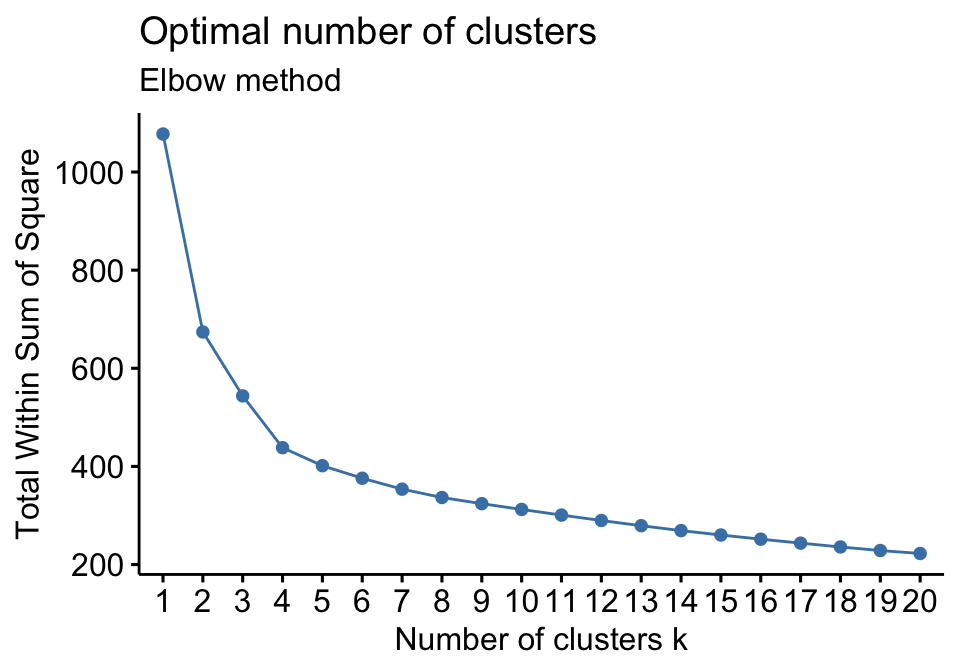 Optimal number of clusters
Elbow method
Total Within Sum of Square
1000
800
600
400
200
1 2 3 4 5 6 7 8 9 10 11 12 13 14 15 16 17 18 19 20
Number of clusters k